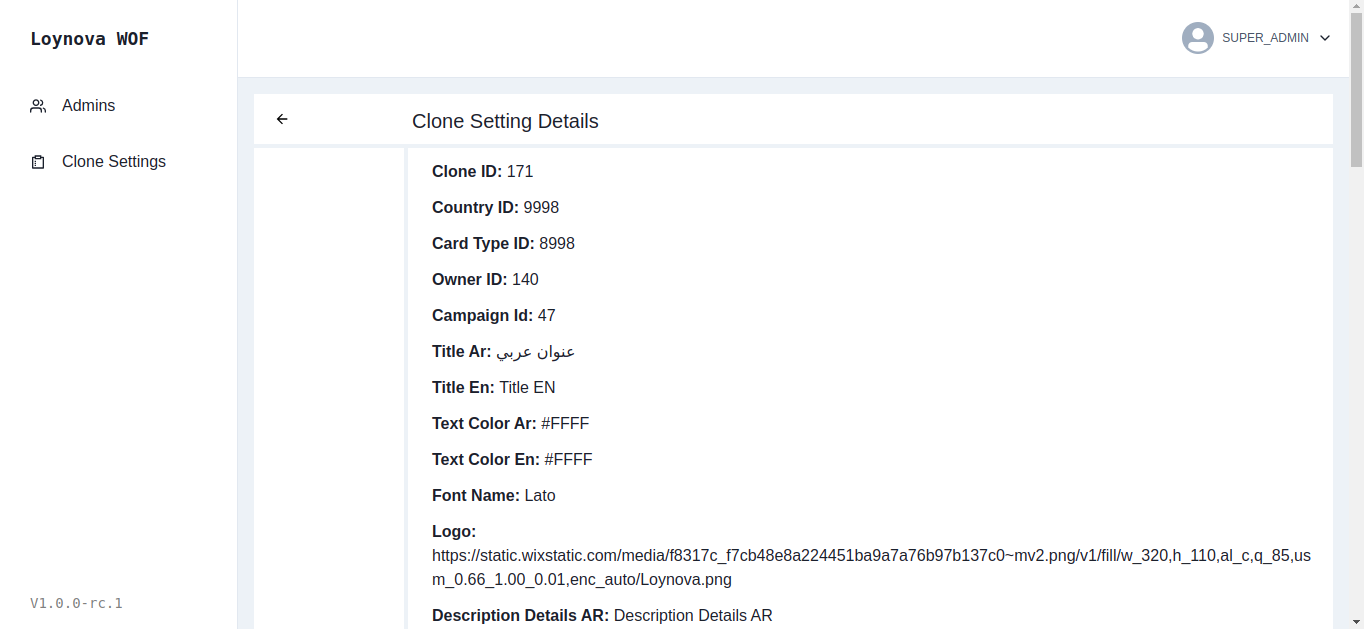 Loynova WOF
SUPER_ADMIN
Admins
Clone Settings
Clone Setting Details
Clone ID: 171
Country ID: 9998
Card Type ID: 8998
Owner ID: 140
Campaign Id: 47
Title Ar: عنوان عربي
Title En: Title EN
Text Color Ar: #FFFF
Text Color En: #FFFF
Font Name: Lato
Logo:
https://static.wixstatic.com/media/f8317c_f7cb48e8a224451ba9a7a76b97b137c0~mv2.png/v1/fill/w_320,h_110,al_c,q_85,us
m_0.66_1.00_0.01,enc_auto/Loynova.png
Description Details AR: Description Details AR
V1.0.0-rc.1